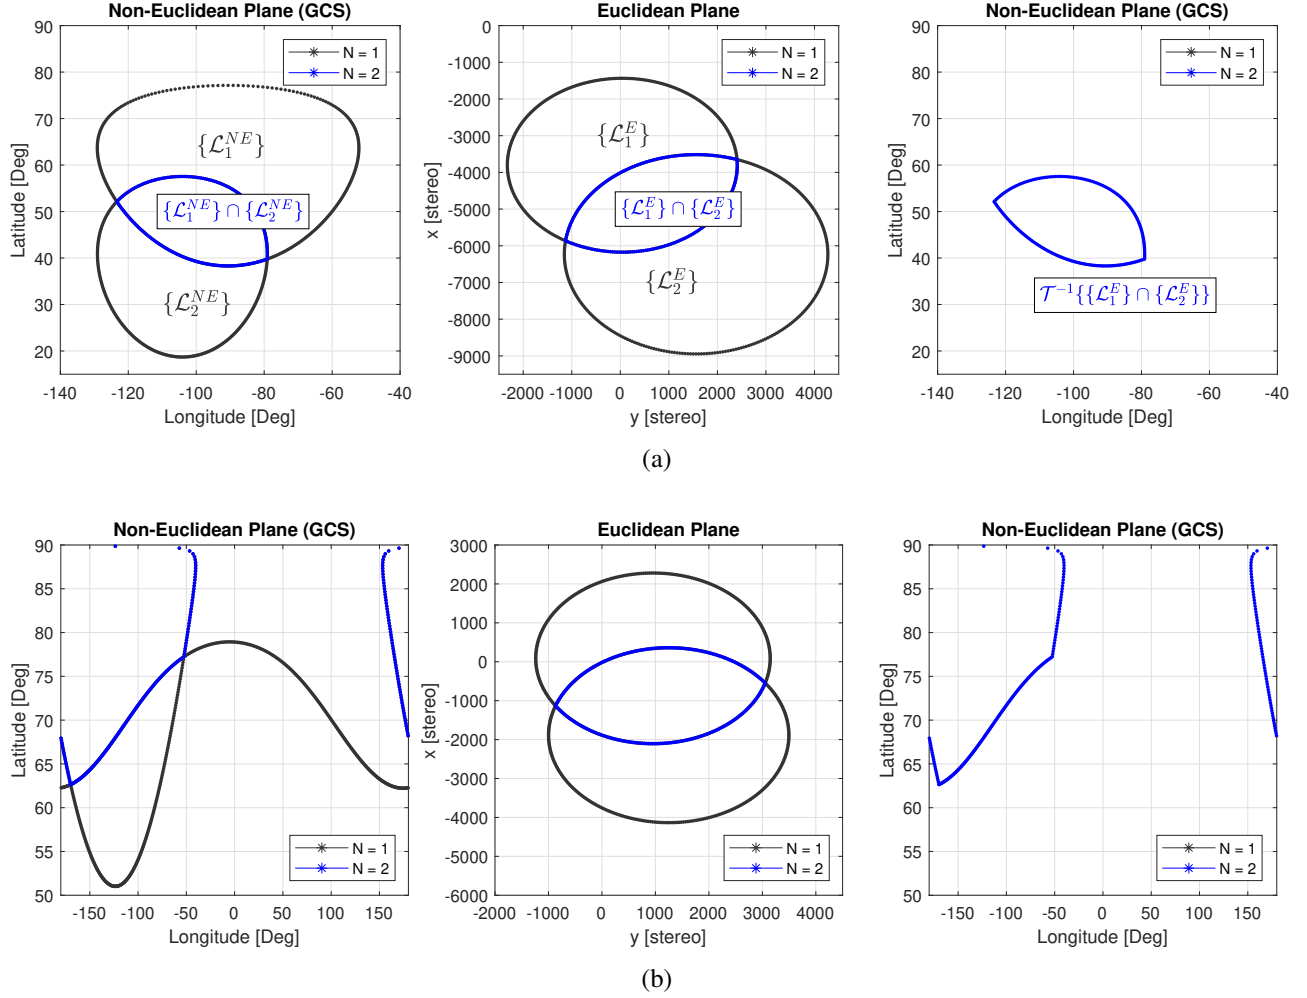 Non-Euclidean Plane (GCS)
90
80
70
60
50
40
30
20
-140
-120
-100
-80
-60
-40
Latitude [Deg]
Longitude [Deg]
N = 1
N = 2
{ℒ₁^{NE}}
{ℒ₁^{NE}} ∩ {ℒ₂^{NE}}
{ℒ₂^{NE}}
Euclidean Plane
0
-1000
-2000
-3000
-4000
-5000
-6000
-7000
-8000
-9000
-2000
-1000
0
1000
2000
3000
4000
x [stereo]
y [stereo]
N = 1
N = 2
{ℒ₁^{E}}
{ℒ₁^{E}} ∩ {ℒ₂^{E}}
{ℒ₂^{E}}
Non-Euclidean Plane (GCS)
90
80
70
60
50
40
30
20
-140
-120
-100
-80
-60
-40
Latitude [Deg]
Longitude [Deg]
N = 1
N = 2
𝒯^{-1}{{ℒ₁^{E}} ∩ {ℒ₂^{E}}}
(a)
Non-Euclidean Plane (GCS)
90
85
80
75
70
65
60
55
50
-150
-100
-50
0
50
100
150
Latitude [Deg]
Longitude [Deg]
N = 1
N = 2
Euclidean Plane
3000
2000
1000
0
-1000
-2000
-3000
-4000
-5000
-6000
-2000
-1000
0
1000
2000
3000
4000
x [stereo]
y [stereo]
N = 1
N = 2
Non-Euclidean Plane (GCS)
90
85
80
75
70
65
60
55
50
-150
-100
-50
0
50
100
150
Latitude [Deg]
Longitude [Deg]
N = 1
N = 2
(b)